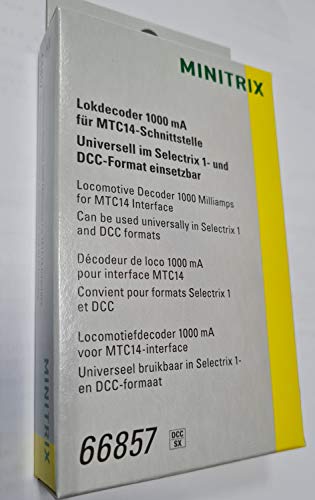 MINITRIX
Lokdecoder 1000 mA
für MTC14-Schnittstelle
Universell im Selectrix 1- und
DCC-Format einsetzbar
Locomotive Decoder 1000 Milliamps
for MTC14 Interface
Can be used universally in Selectrix 1
and DCC formats
Décodeur de loco 1000 mA
pour interface MTC14
Convient pour formats Selectrix 1
et DCC
Locomotiefdecoder 1000 mA
voor MTC14-interface
Universeel bruikbaar in Selectrix 1-
en DCC-formaat
66857
DCC
SX
MINITRIX